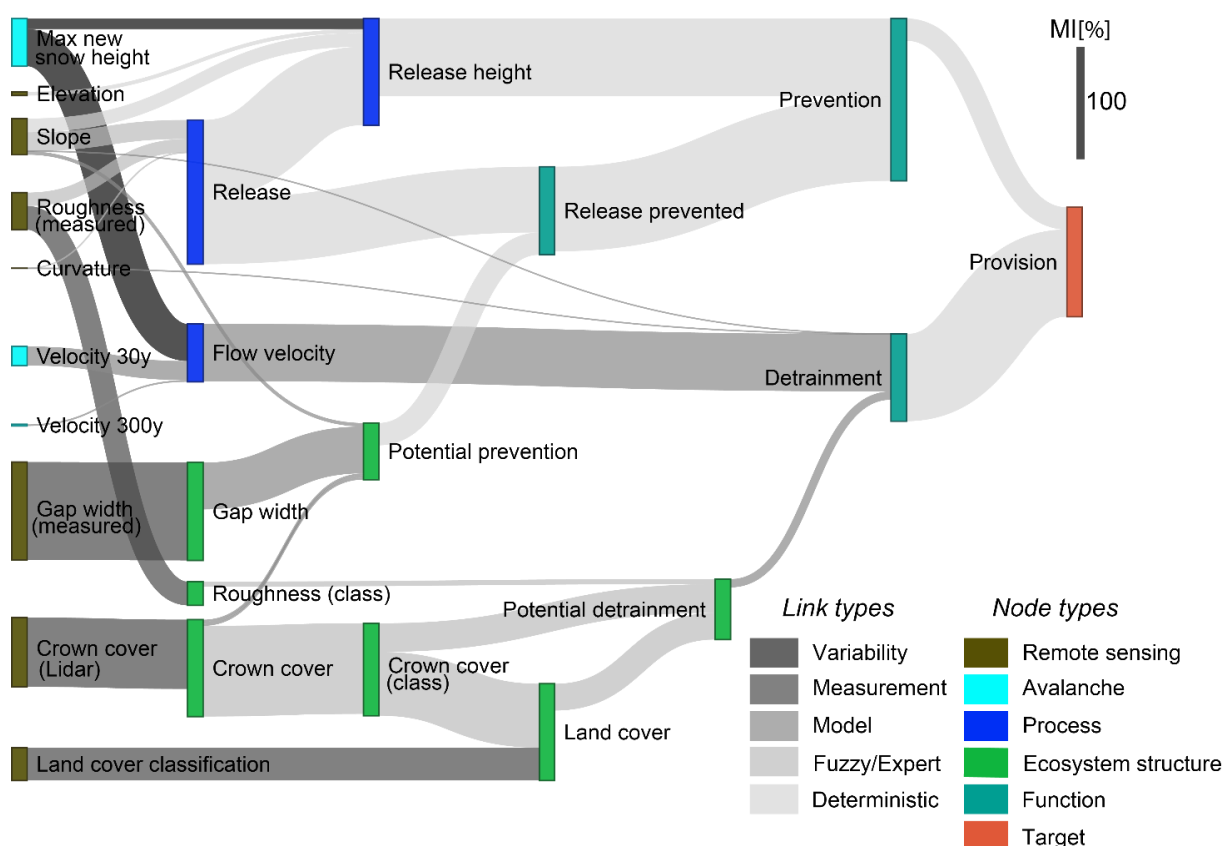 Max new
snow height
Elevation
Slope
Roughness
(measured)
Curvature
Velocity 30y
Velocity 300y
Gap width
(measured)
Crown cover
(Lidar)
Land cover classification
Release
Flow velocity
Gap width
Roughness (class)
Crown cover
Release height
Potential prevention
Crown cover
(class)
Release prevented
Land cover
Potential detrainment
Prevention
Detrainment
Provision
MI[%]
100
Link types
Variability
Measurement
Model
Fuzzy/Expert
Deterministic
Node types
Remote sensing
Avalanche
Process
Ecosystem structure
Function
Target